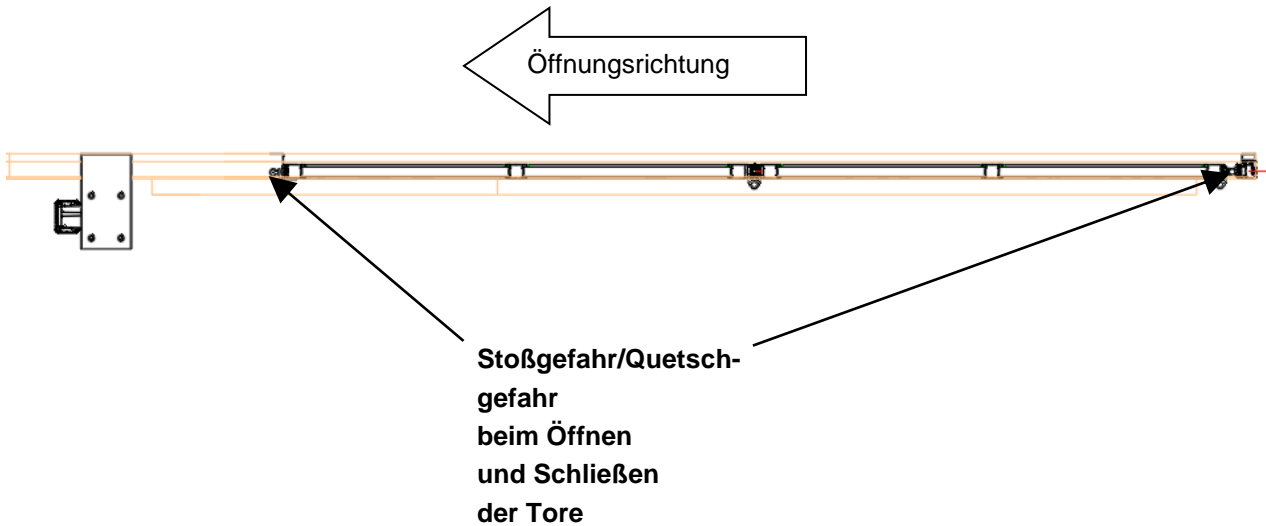 Öffnungsrichtung
Stoßgefahr/Quetsch-
gefahr
beim Öffnen
und Schließen
der Tore